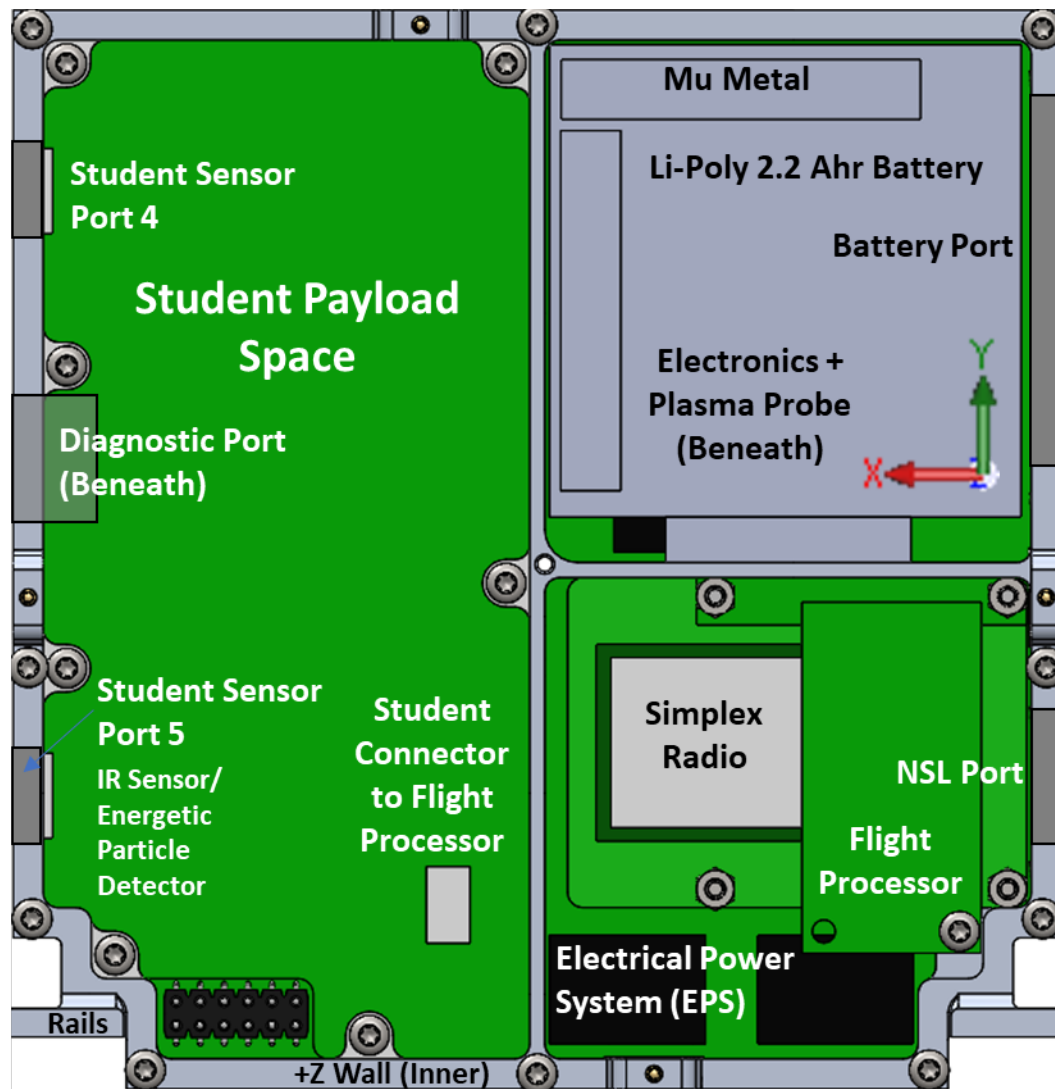 Mu Metal
Student Sensor
Port 4
Li-Poly 2.2 Ahr Battery
Battery Port
Student Payload
Space
Electronics +
Plasma Probe
(Beneath)
Y
X
Z
Diagnostic Port
(Beneath)
Student Sensor
Port 5
IR Sensor/
Energetic
Particle
Detector
Student
Connector
to Flight
Processor
Simplex
Radio
NSL Port
Flight
Processor
Electrical Power
System (EPS)
Rails
+Z Wall (Inner)